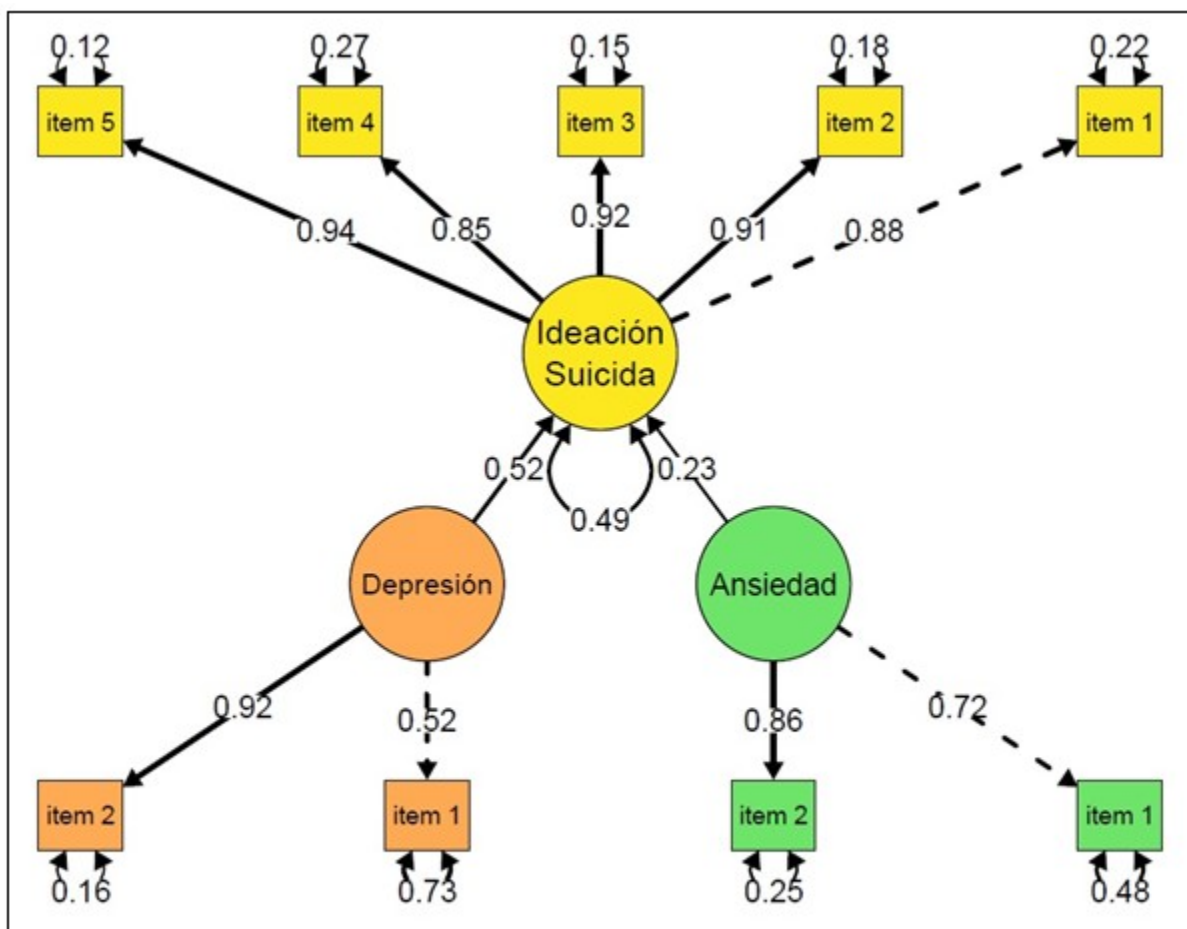 0.12 0.27 0.15 0.18 0.22
item 5 item 4 item 3 item 2 item 1
0.94 0.85 0.92 0.91 0.88
Ideación
Suicida
0.52 0.23
0.49
Depresión Ansiedad
0.92 0.52 0.86 0.72
item 2 item 1 item 2 item 1
0.16 0.73 0.25 0.48